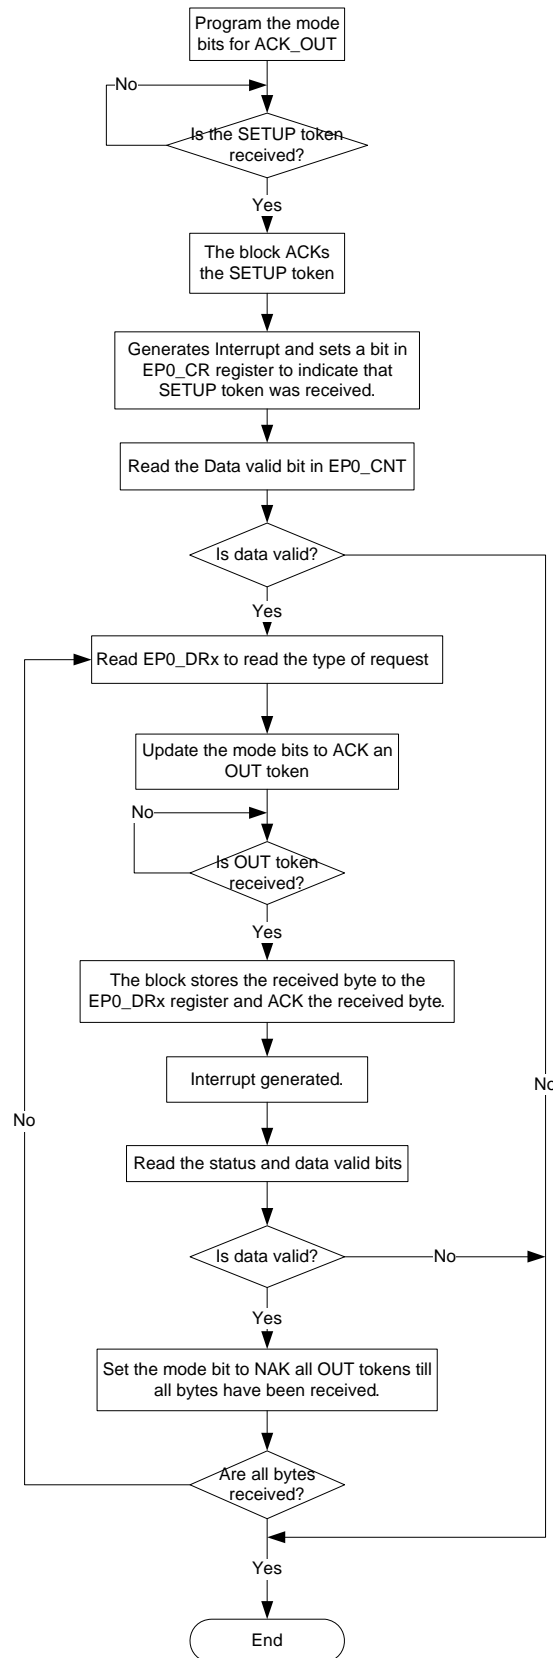 Program the mode
bits for ACK_OUT
No
Is the SETUP token
received?
Yes
The block ACKs
the SETUP token
Generates Interrupt and sets a bit in
EP0_CR register to indicate that
SETUP token was received.
Read the Data valid bit in EP0_CNT
Is data valid?
Yes
Read EP0_DRx to read the type of request
Update the mode bits to ACK an
OUT token
No
Is OUT token
received?
Yes
The block stores the received byte to the
EP0_DRx register and ACK the received byte.
Interrupt generated.
No
No
Read the status and data valid bits
Is data valid?
No
Yes
Set the mode bit to NAK all OUT tokens till
all bytes have been received.
Are all bytes
received?
Yes
End